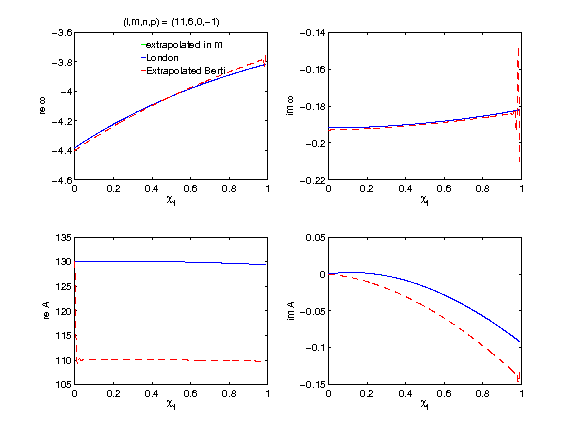 (l,m,n,p) = (11,6,0,−1)
−3.6
−3.8
−4
−4.2
−4.4
−4.6
re ω
extrapolated in m
London
Extrapolated Berti
0 0.2 0.4 0.6 0.8 1
χf
−0.14
−0.16
−0.18
−0.2
−0.22
im ω
0 0.2 0.4 0.6 0.8 1
χf
135
130
125
120
115
110
105
re A
0 0.2 0.4 0.6 0.8 1
χf
0.05
0
−0.05
−0.1
−0.15
im A
0 0.2 0.4 0.6 0.8 1
χf